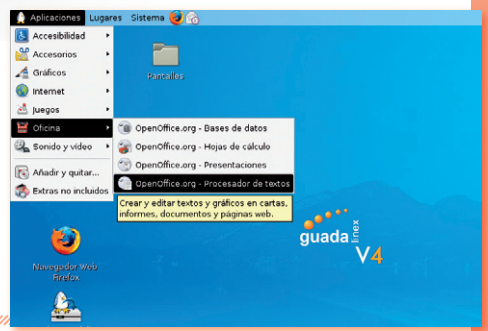 Aplicaciones Lugares Sistema
Accesibilidad
Accesorios
Gráficos
Internet
Juegos
Oficina
Sonido y vídeo
Añadir y quitar...
Extras no incluidos
OpenOffice.org - Bases de datos
OpenOffice.org - Hojas de cálculo
OpenOffice.org - Presentaciones
OpenOffice.org - Procesador de textos
Crear y editar textos y gráficos en cartas,
informes, documentos y páginas web.
Pantalles
Navegador Web
Firefox
guada
linex
V4